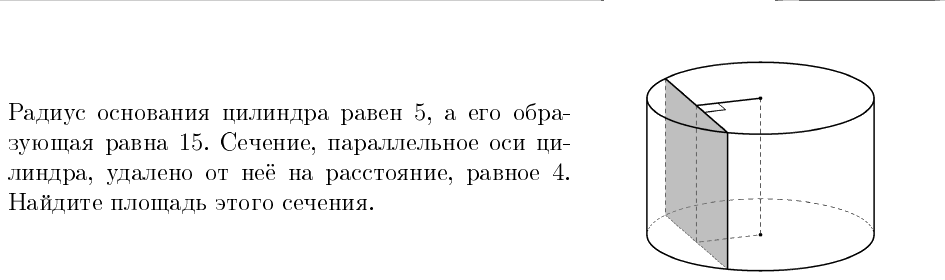 Радиус основания цилиндра равен 5, а его обра-
зующая равна 15. Сечение, параллельное оси ци-
линдра, удалено от неё на расстояние, равное 4.
Найдите площадь этого сечения.